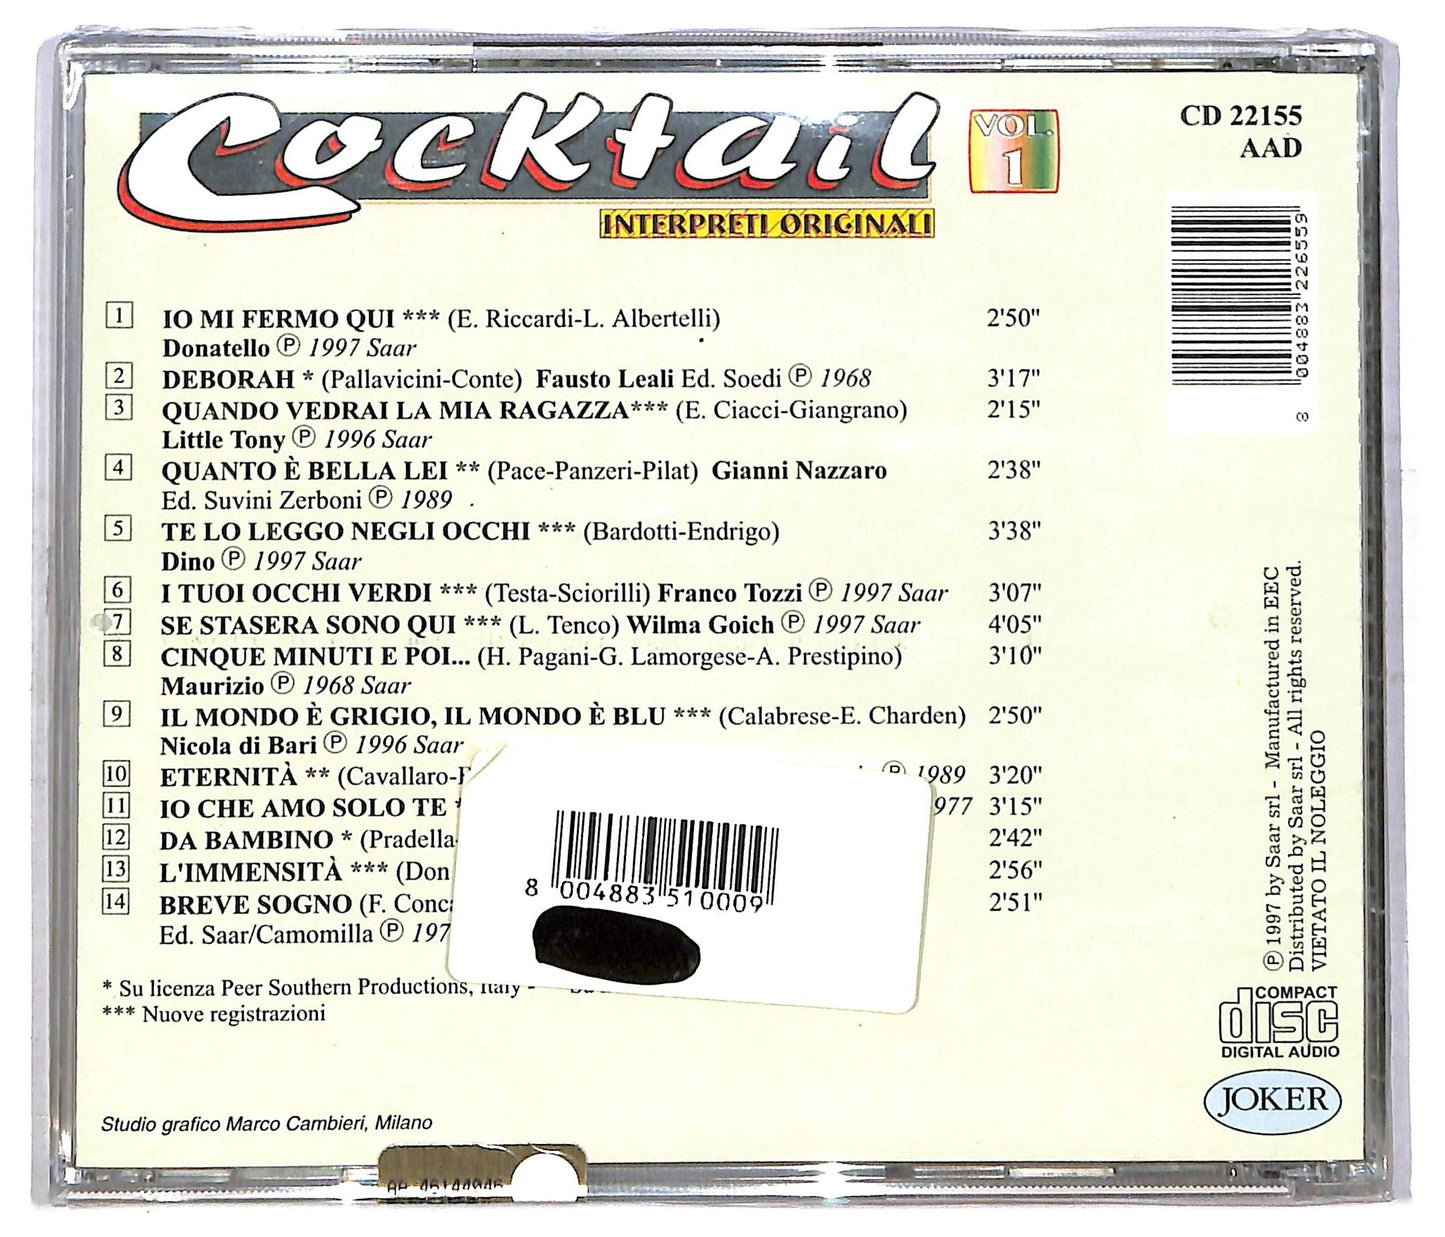 Cocktail
VOL. 1
INTERPRETI ORIGINALI
CD 22155
AAD
8 004883 226559
1 IO MI FERMO QUI *** (E. Riccardi-L. Albertelli) 2'50"
Donatello Ⓟ 1997 Saar
2 DEBORAH * (Pallavicini-Conte) Fausto Leali Ed. Soedi Ⓟ 1968 3'17"
3 QUANDO VEDRAI LA MIA RAGAZZA*** (E. Ciacci-Giangrano) 2'15"
Little Tony Ⓟ 1996 Saar
4 QUANTO È BELLA LEI ** (Pace-Panzeri-Pilat) Gianni Nazzaro 2'38"
Ed. Suvini Zerboni Ⓟ 1989
5 TE LO LEGGO NEGLI OCCHI *** (Bardotti-Endrigo) 3'38"
Dino Ⓟ 1997 Saar
6 I TUOI OCCHI VERDI *** (Testa-Sciorilli) Franco Tozzi Ⓟ 1997 Saar 3'07"
7 SE STASERA SONO QUI *** (L. Tenco) Wilma Goich Ⓟ 1997 Saar 4'05"
8 CINQUE MINUTI E POI... (H. Pagani-G. Lamorgese-A. Prestipino) 3'10"
Maurizio Ⓟ 1968 Saar
9 IL MONDO È GRIGIO, IL MONDO È BLU *** (Calabrese-E. Charden) 2'50"
Nicola di Bari Ⓟ 1996 Saar
10 ETERNITÀ ** (Cavallaro- Ⓟ 1989 3'20"
11 IO CHE AMO SOLO TE 977 3'15"
12 DA BAMBINO * (Pradella- 2'42"
13 L'IMMENSITÀ *** (Don 2'56"
14 BREVE SOGNO (F. Conc 2'51"
Ed. Saar/Camomilla Ⓟ 197
8 004883 510009
* Su licenza Peer Southern Productions, Italy -
*** Nuove registrazioni
Studio grafico Marco Cambieri, Milano
Ⓟ 1997 by Saar srl - Manufactured in EEC
Distributed by Saar srl - All rights reserved.
VIETATO IL NOLEGGIO
COMPACT
disc
DIGITAL AUDIO
JOKER